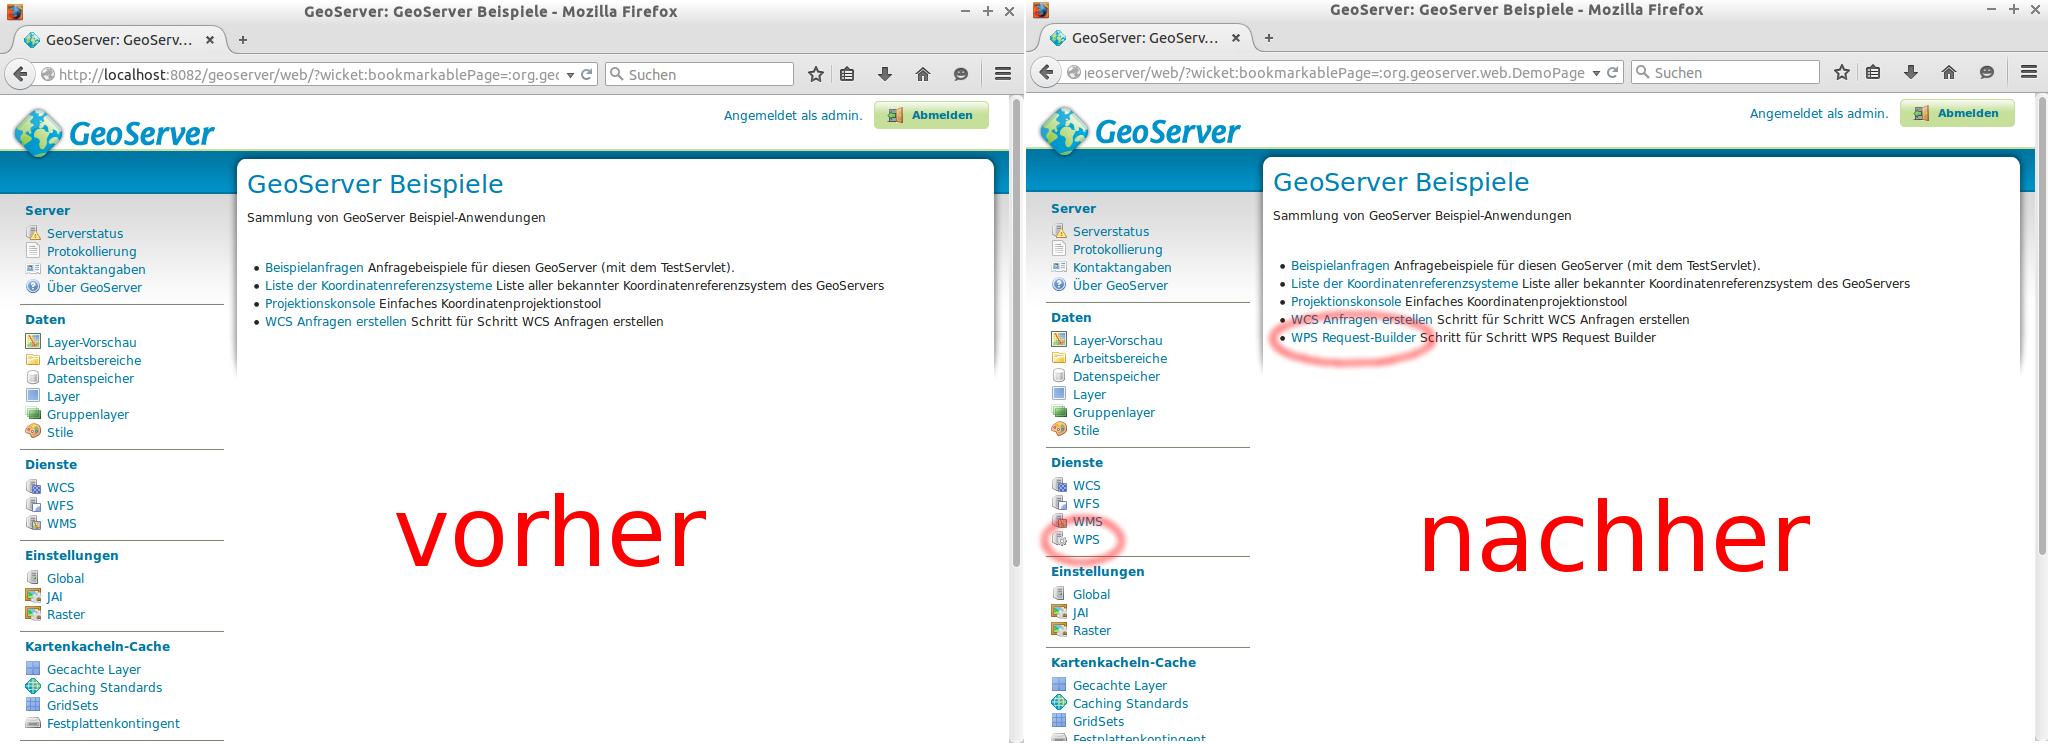 GeoServer: GeoServer Beispiele - Mozilla Firefox
GeoServer: GeoServ...
http://localhost:8082/geoserver/web/?wicket:bookmarkablePage=:org.geo
Suchen
GeoServer
Angemeldet als admin.
Abmelden
GeoServer Beispiele
Sammlung von GeoServer Beispiel-Anwendungen
Beispielanfragen Anfragebeispiele für diesen GeoServer (mit dem TestServlet).
Liste der Koordinatenreferenzsysteme Liste aller bekannter Koordinatenreferenzsystem des GeoServers
Projektionskonsole Einfaches Koordinatenprojektionstool
WCS Anfragen erstellen Schritt für Schritt WCS Anfragen erstellen
Server
Serverstatus
Protokollierung
Kontaktangaben
Über GeoServer
Daten
Layer-Vorschau
Arbeitsbereiche
Datenspeicher
Layer
Gruppenlayer
Stile
Dienste
WCS
WFS
WMS
Einstellungen
Global
JAI
Raster
Kartenkacheln-Cache
Gecachte Layer
Caching Standards
GridSets
Festplattenkontingent
vorher
GeoServer: GeoServer Beispiele - Mozilla Firefox
GeoServer: GeoServ...
geoserver/web/?wicket:bookmarkablePage=:org.geoserver.web.DemoPage
Suchen
GeoServer
Angemeldet als admin.
Abmelden
GeoServer Beispiele
Sammlung von GeoServer Beispiel-Anwendungen
Beispielanfragen Anfragebeispiele für diesen GeoServer (mit dem TestServlet).
Liste der Koordinatenreferenzsysteme Liste aller bekannter Koordinatenreferenzsystem des GeoServers
Projektionskonsole Einfaches Koordinatenprojektionstool
WCS Anfragen erstellen Schritt für Schritt WCS Anfragen erstellen
WPS Request-Builder Schritt für Schritt WPS Request Builder
Server
Serverstatus
Protokollierung
Kontaktangaben
Über GeoServer
Daten
Layer-Vorschau
Arbeitsbereiche
Datenspeicher
Layer
Gruppenlayer
Stile
Dienste
WCS
WFS
WMS
WPS
Einstellungen
Global
JAI
Raster
Kartenkacheln-Cache
Gecachte Layer
Caching Standards
GridSets
Festplattenkontingent
nachher